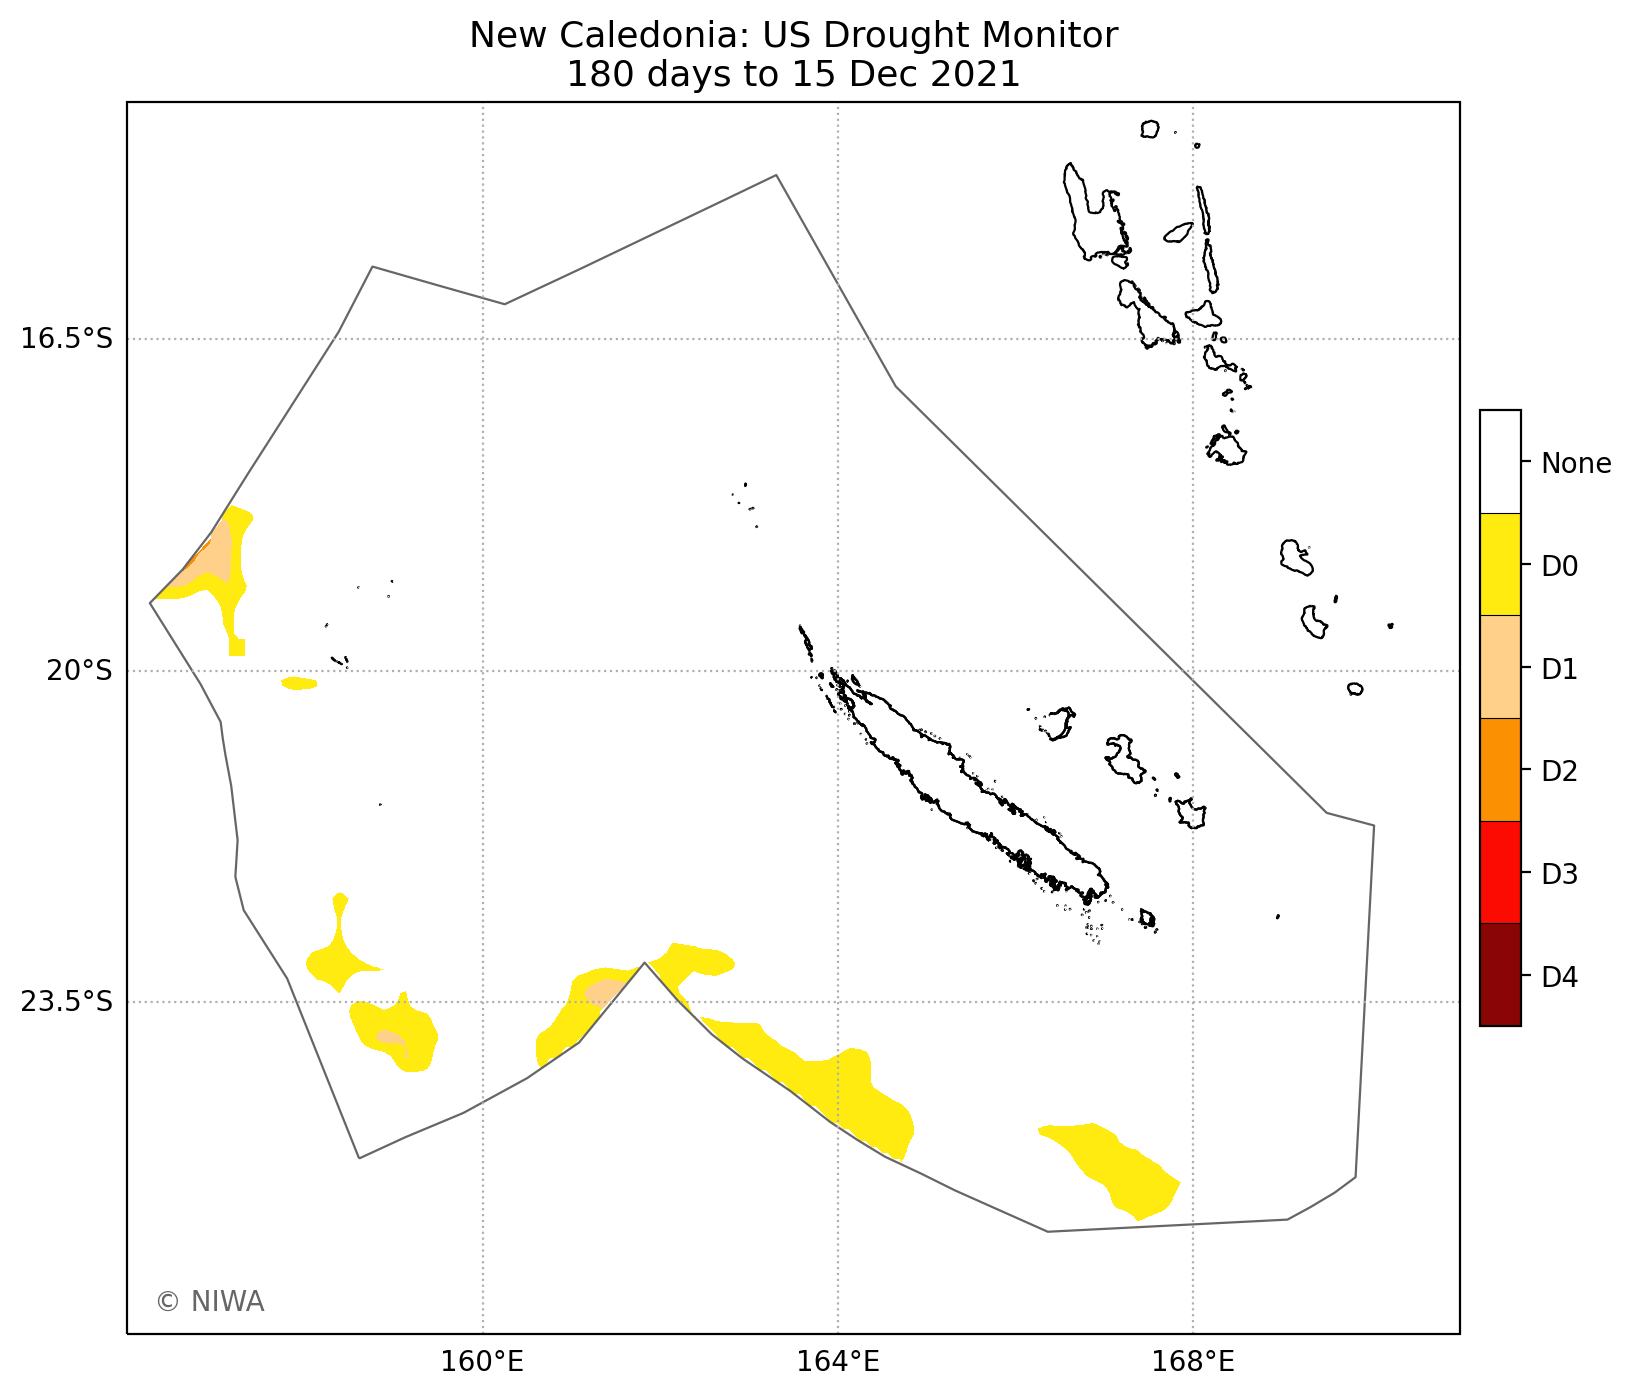 New Caledonia: US Drought Monitor
180 days to 15 Dec 2021
16.5°S
20°S
23.5°S
160°E
164°E
168°E
None
D0
D1
D2
D3
D4
© NIWA